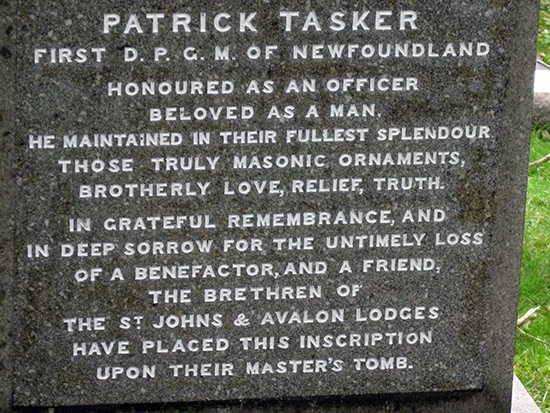 PATRICK TASKER
FIRST D. P. G. M. OF NEWFOUNDLAND
HONOURED AS AN OFFICER
BELOVED AS A MAN.
HE MAINTAINED IN THEIR FULLEST SPLENDOUR
THOSE TRULY MASONIC ORNAMENTS,
BROTHERLY LOVE, RELIEF, TRUTH.
IN GRATEFUL REMEMBRANCE, AND
IN DEEP SORROW FOR THE UNTIMELY LOSS
OF A BENEFACTOR, AND A FRIEND,
THE BRETHREN OF
THE ST JOHNS & AVALON LODGES
HAVE PLACED THIS INSCRIPTION
UPON THEIR MASTER'S TOMB.